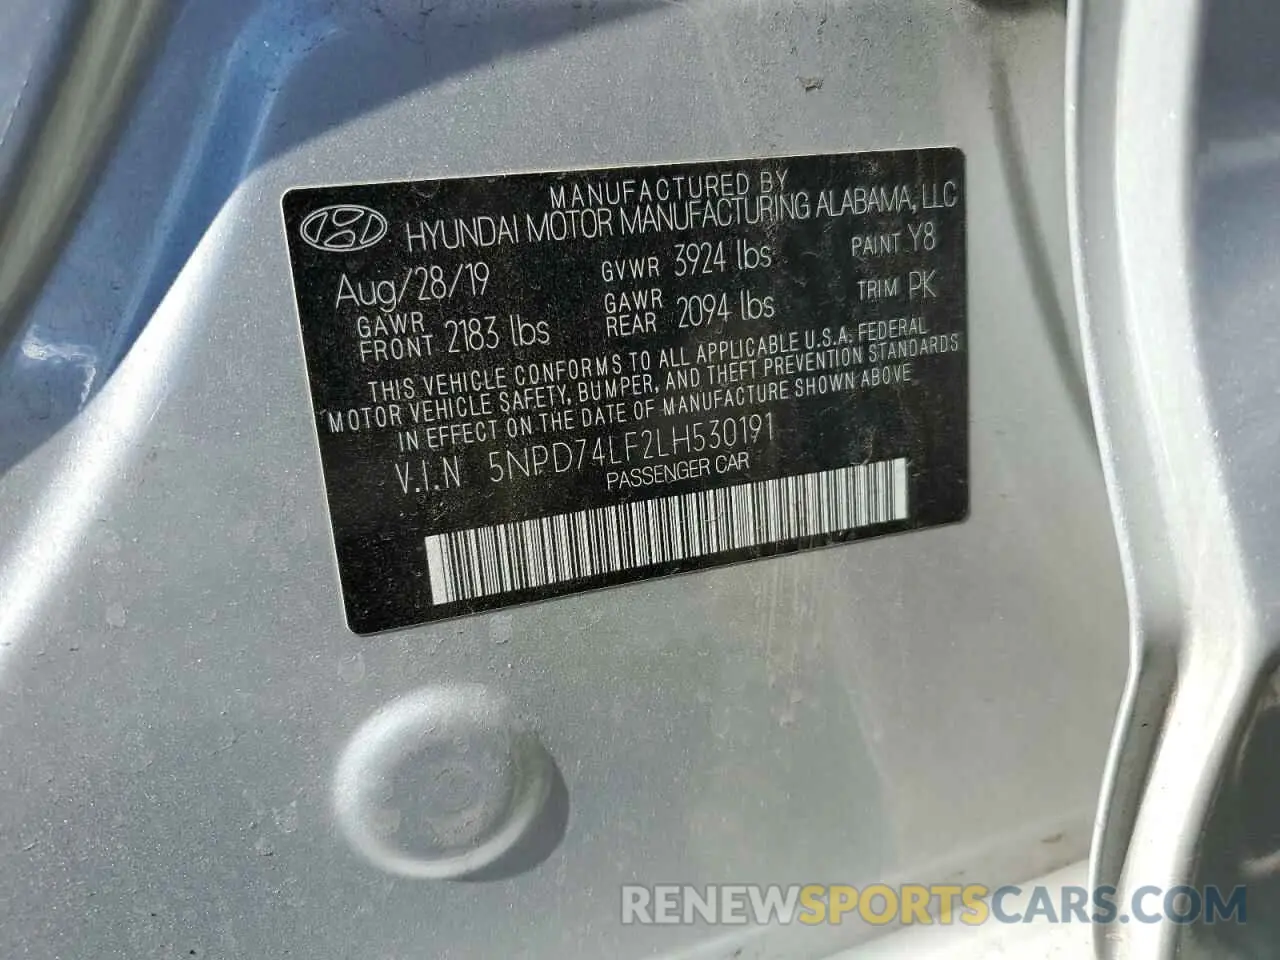 MANUFACTURED BY
HYUNDAI MOTOR MANUFACTURING ALABAMA, LLC
Aug/28/19 GVWR 3924 lbs PAINT Y8
GAWR FRONT 2183 lbs GAWR REAR 2094 lbs TRIM PK
THIS VEHICLE CONFORMS TO ALL APPLICABLE U.S.A. FEDERAL
MOTOR VEHICLE SAFETY, BUMPER, AND THEFT PREVENTION STANDARDS
IN EFFECT ON THE DATE OF MANUFACTURE SHOWN ABOVE
V.I.N 5NPD74LF2LH530191
PASSENGER CAR
RENEWSPORTSCARS.COM